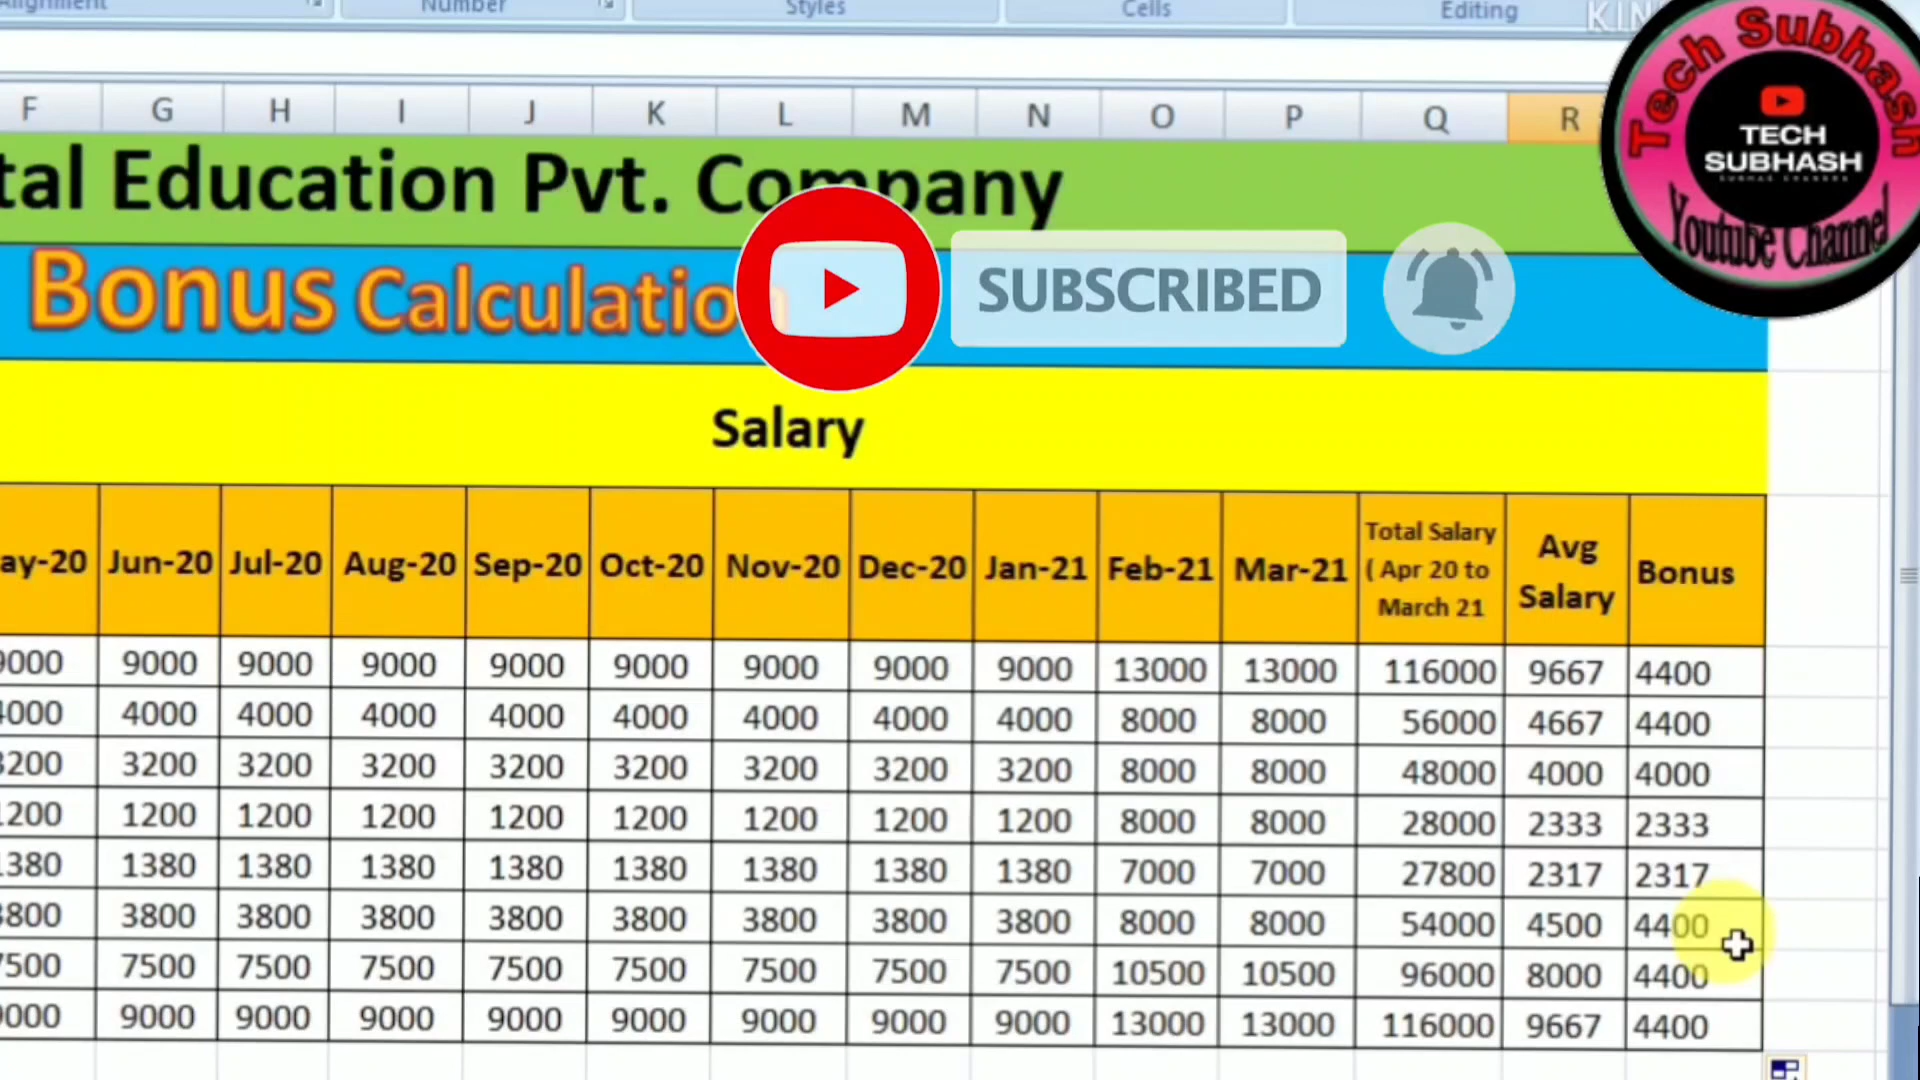 Alignment Number Styles Cells Editing
F G H I J K L M N O P Q R
Tech Subhash
TECH
SUBHASH
Youtube Channel
tal Education Pvt. Company
Bonus Calculatio
SUBSCRIBED
Salary
ay-20 Jun-20 Jul-20 Aug-20 Sep-20 Oct-20 Nov-20 Dec-20 Jan-21 Feb-21 Mar-21 Total Salary ( Apr 20 to March 21 Avg Salary Bonus
9000 9000 9000 9000 9000 9000 9000 9000 9000 13000 13000 116000 9667 4400
4000 4000 4000 4000 4000 4000 4000 4000 4000 8000 8000 56000 4667 4400
3200 3200 3200 3200 3200 3200 3200 3200 3200 8000 8000 48000 4000 4000
1200 1200 1200 1200 1200 1200 1200 1200 1200 8000 8000 28000 2333 2333
1380 1380 1380 1380 1380 1380 1380 1380 1380 7000 7000 27800 2317 2317
3800 3800 3800 3800 3800 3800 3800 3800 3800 8000 8000 54000 4500 4400
7500 7500 7500 7500 7500 7500 7500 7500 7500 10500 10500 96000 8000 4400
9000 9000 9000 9000 9000 9000 9000 9000 9000 13000 13000 116000 9667 4400